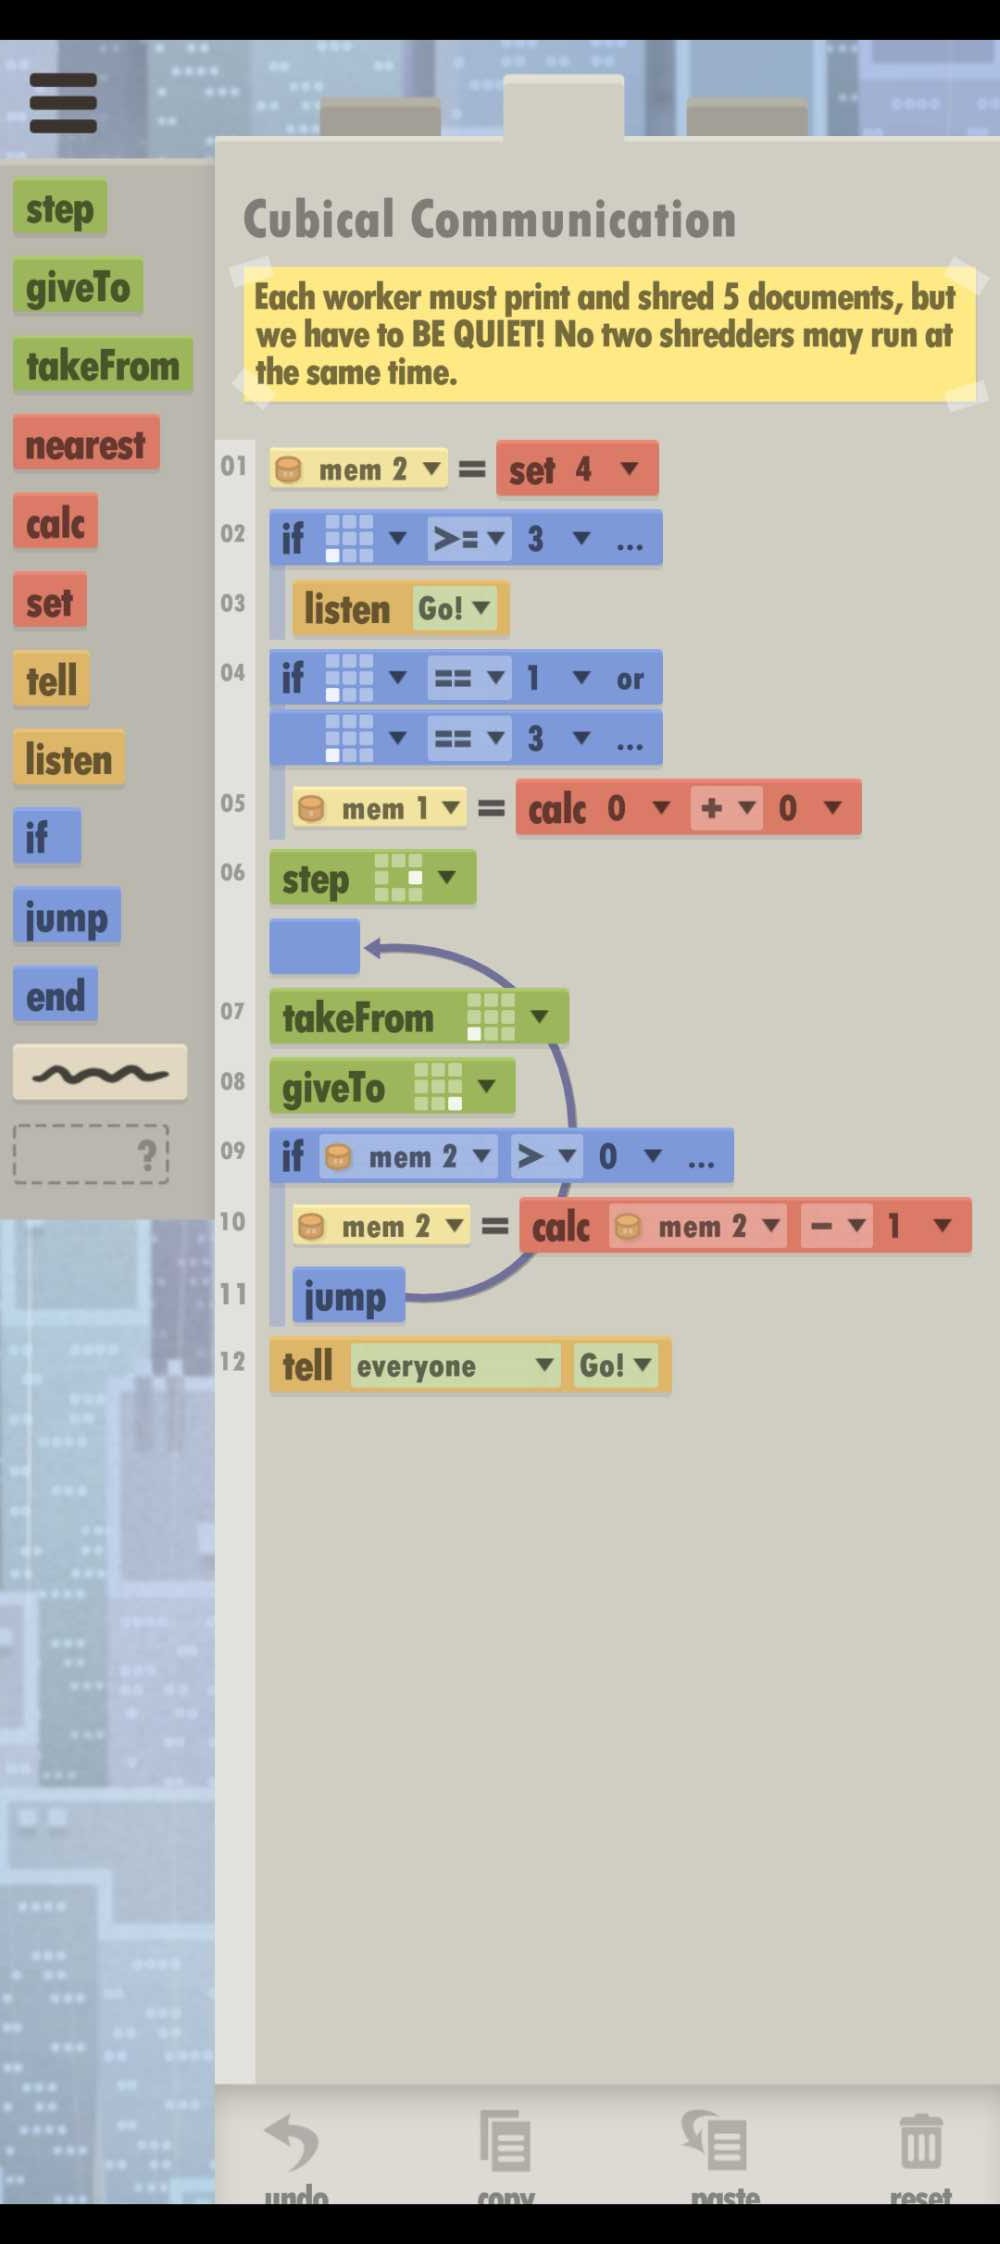 step
giveTo
takeFrom
nearest
calc
set
tell
listen
if
jump
end
?
Cubical Communication
Each worker must print and shred 5 documents, but
we have to BE QUIET! No two shredders may run at
the same time.
01 mem 2 = set 4
02 if >= 3 ...
03 listen Go!
04 if == 1 or
== 3 ...
05 mem 1 = calc 0 + 0
06 step
07 takeFrom
08 giveTo
09 if mem 2 > 0 ...
10 mem 2 = calc mem 2 - 1
11 jump
12 tell everyone Go!
undo copy paste reset